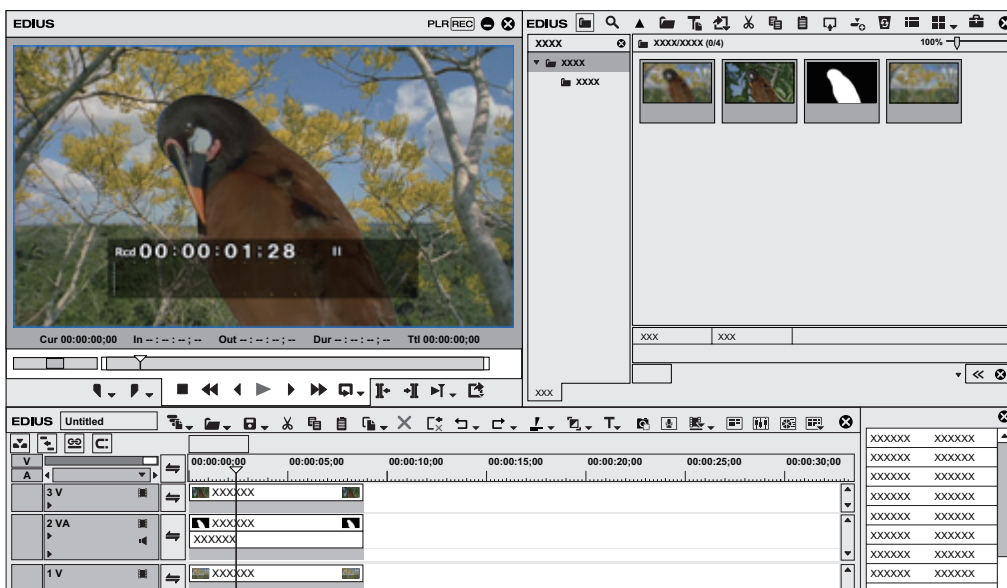 EDIUS PLR REC
Rcd 00:00:01:28
Cur 00:00:00;00 In -- : -- : -- ; -- Out -- : -- : -- ; -- Dur -- : -- : -- ; -- Ttl 00:00:00;00
EDIUS
XXXX
XXXX
XXXX
XXXX/XXXX (0/4) 100%
XXX XXX
XXX
EDIUS Untitled
V
A
00:00:00;00 00:00:05;00 00:00:10;00 00:00:15;00 00:00:20;00 00:00:25;00 00:00:30;00
3 V XXXXXX
2 VA XXXXXX
XXXXXX
1 V XXXXXX
XXXXXX XXXXXX
XXXXXX XXXXXX
XXXXXX XXXXXX
XXXXXX XXXXXX
XXXXXX XXXXXX
XXXXXX XXXXXX
XXXXXX XXXXXX
XXXXXX XXXXXX